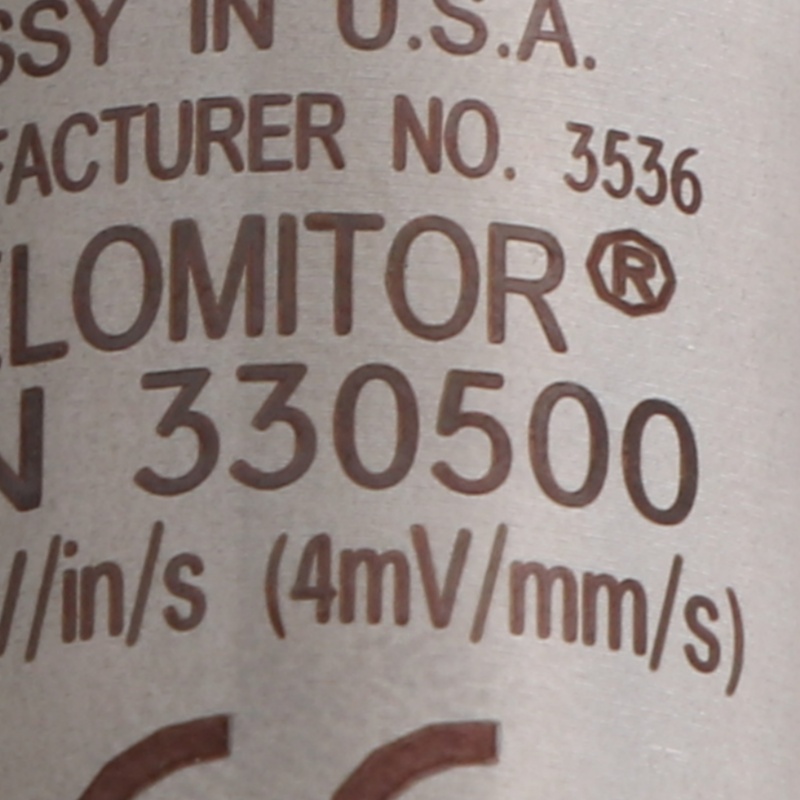 SSY IN U.S.A.
FACTURER NO. 3536
LOMITOR®
N 330500
//in/s (4mV/mm/s)